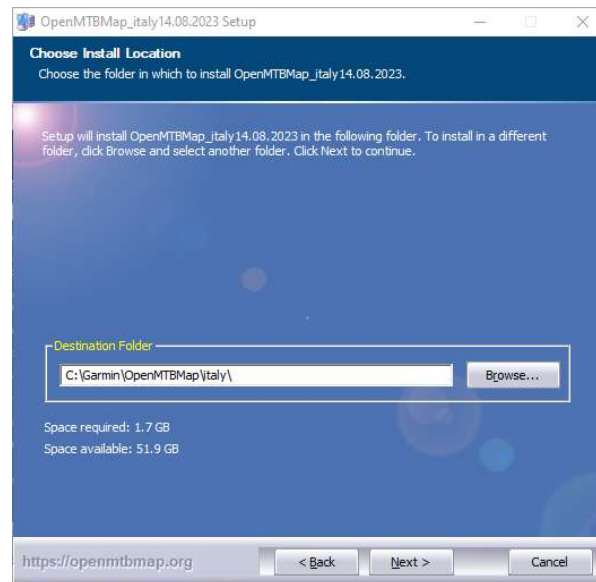 OpenMTBMap_italy14.08.2023 Setup
Choose Install Location
Choose the folder in which to install OpenMTBMap_italy14.08.2023.
Setup will install OpenMTBMap_italy14.08.2023 in the following folder. To install in a different
folder, click Browse and select another folder. Click Next to continue.
Destination Folder
C:\Garmin\OpenMTBMap\italy\
Browse...
Space required: 1.7 GB
Space available: 51.9 GB
https://openmtbmap.org
< Back
Next >
Cancel